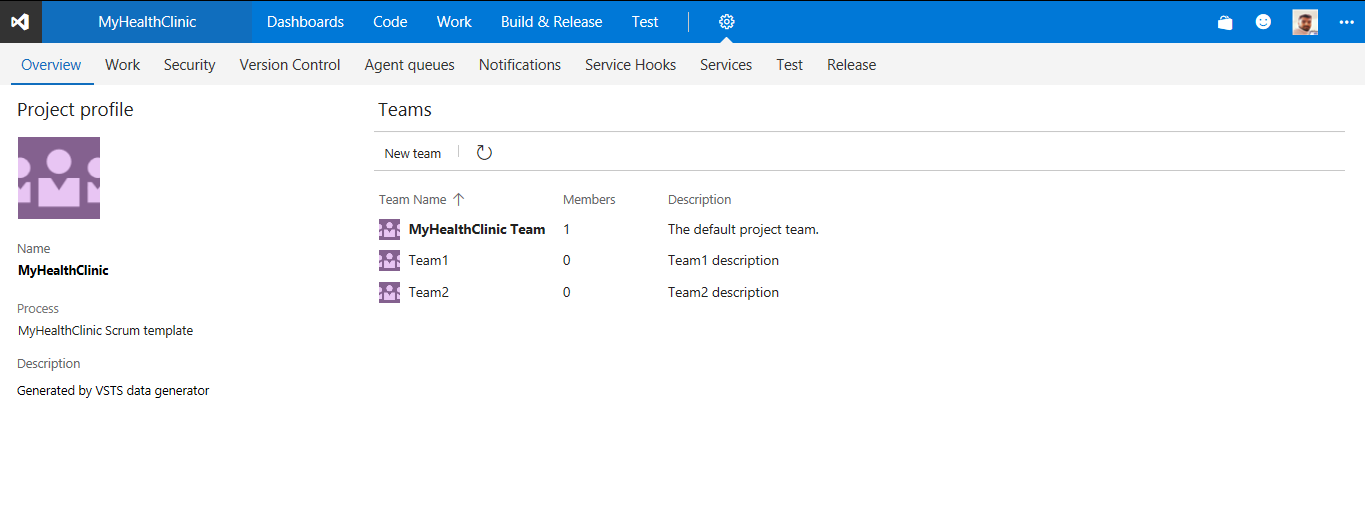 MyHealthClinic Dashboards Code Work Build & Release Test
Overview Work Security Version Control Agent queues Notifications Service Hooks Services Test Release
Project profile
Name
MyHealthClinic
Process
MyHealthClinic Scrum template
Description
Generated by VSTS data generator
Teams
New team
Team Name Members Description
MyHealthClinic Team 1 The default project team.
Team1 0 Team1 description
Team2 0 Team2 description